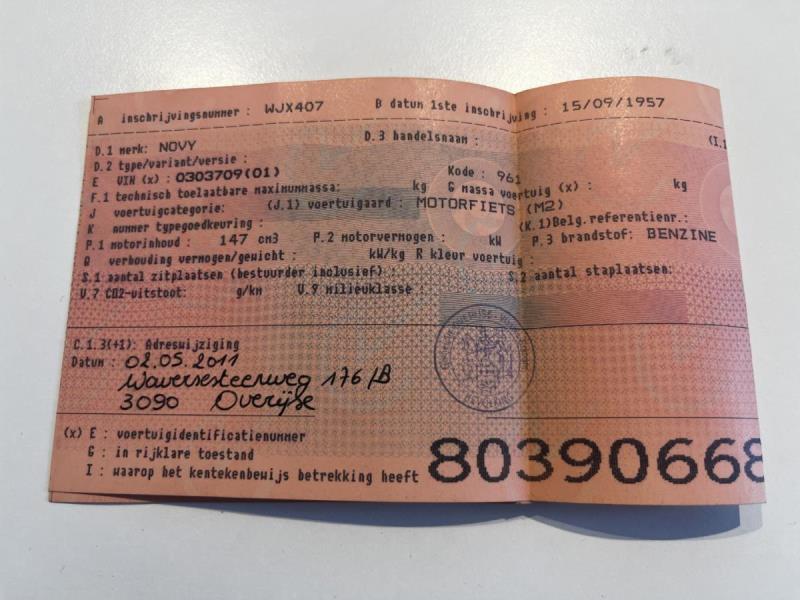 A inschrijvingsnummer : WJX407 B datum 1ste inschrijving : 15/09/1957
D.1 merk: NOVY D.3 handelsnaam : (I.1
D.2 type/variant/versie :
E VIN (x) : 0303709(01) Kode : 961
F.1 technisch toelaatbare maximummassa: kg G massa voertuig (x) : kg
J voertuigcategorie: (J.1) voertuigaard : MOTORFIETS (M2)
K nummer typegoedkeuring : (K.1)Belg.referentienr.:
P.1 motorinhoud : 147 cm3 P.2 motorvermogen : kW P.3 brandstof: BENZINE
Q verhouding vermogen/gewicht : kW/kg R kleur voertuig :
S.1 aantal zitplaatsen (bestuurder inclusief) : S.2 aantal staplaatsen:
V.7 CO2-uitstoot: g/km V.9 milieuklasse :
C.1.3(+1): Adreswijziging
Datum : 02.05.2011
Waversesteenweg 176/B
3090 Overijse
BEVOLKING
(x) E : voertuigidentificatienummer
G : in rijklare toestand
I : waarop het kentekenbewijs betrekking heeft
80390668